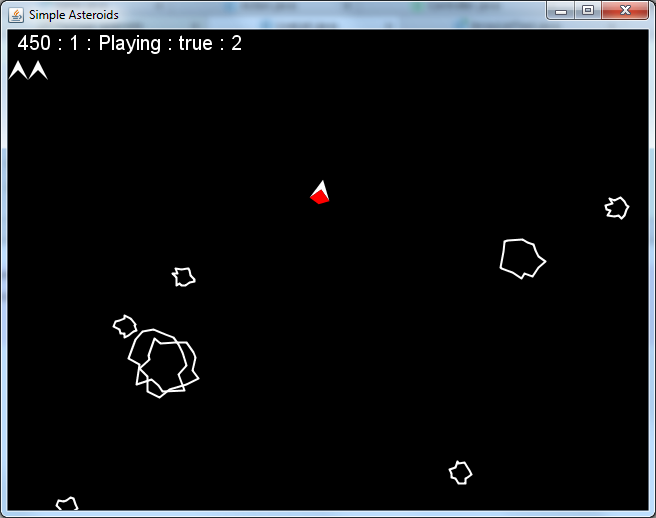 Simple Asteroids
450 : 1 : Playing : true : 2